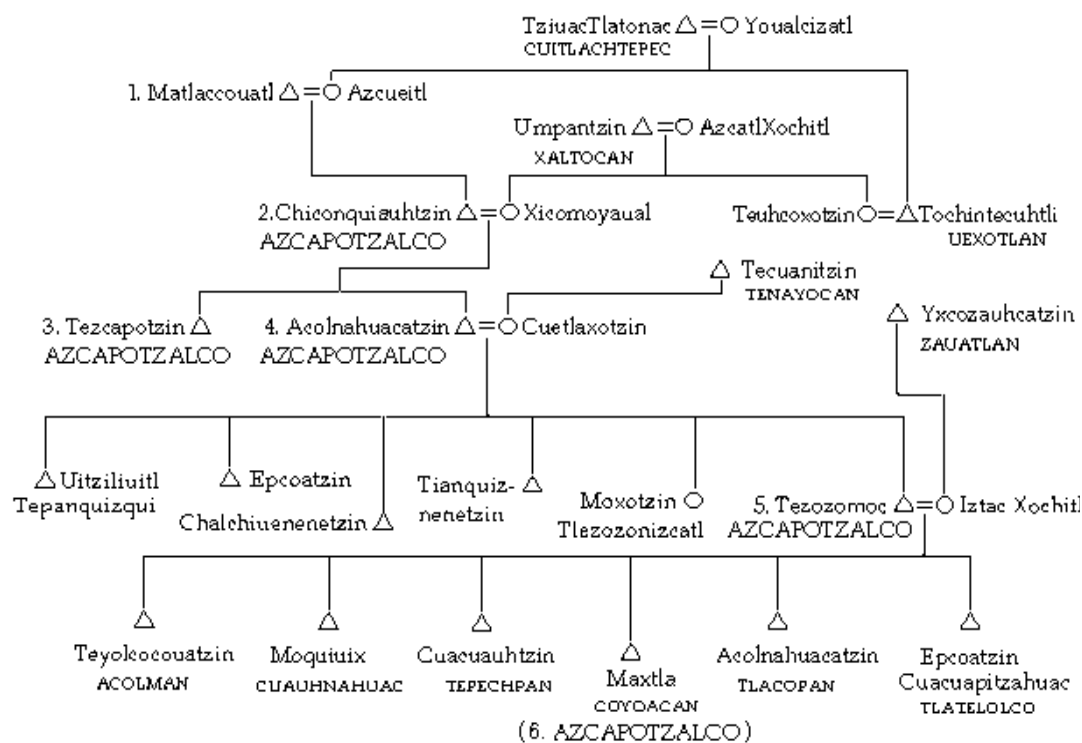 TziuacTlatonac Youalcizatl
CUITLACHTEPEC
1. Matlaccouatl Azcueitl
Umpantzin AzcatlXochitl
XALTOCAN
2.Chiconquiauhtzin Xicomoyaual
AZCAPOTZALCO
Teuhcoxotzin Tochintecuhtli
UEXOTLAN
Tecuanitzin
TENAYOCAN
3. Tezcapotzin
AZCAPOTZALCO
4. Acolnahuacatzin Cuetlaxotzin
AZCAPOTZALCO
Yxcozauhcatzin
ZAUATLAN
Uitziliuitl
Tepanquizqui
Epcoatzin
Chalchiuenenetzin
Tianquiz-
nenetzin
Moxotzin
Tlezozonizcatl
5. Tezozomoc Iztac Xochitl
AZCAPOTZALCO
Teyolcocouatzin
ACOLMAN
Moquiuix
CUAUHNAHUAC
Cuacuauhtzin
TEPECHPAN
Maxtla
COYOACAN
(6. AZCAPOTZALCO)
Acolnahuacatzin
TLACOPAN
Epcoatzin
Cuacuapitzahuac
TLATELOLCO